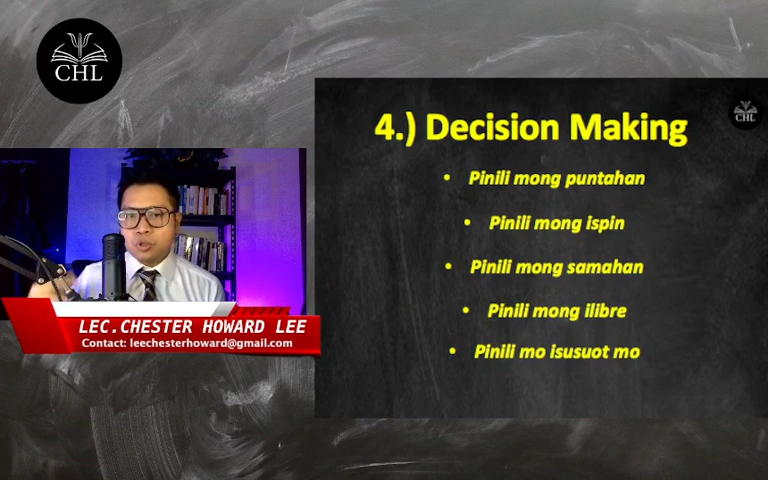 CHL
CHL
4.) Decision Making
• Pinili mong puntahan
• Pinili mong ispin
• Pinili mong samahan
• Pinili mong ilibre
• Pinili mo isusuot mo
LEC.CHESTER HOWARD LEE
Contact: leechesterhoward@gmail.com